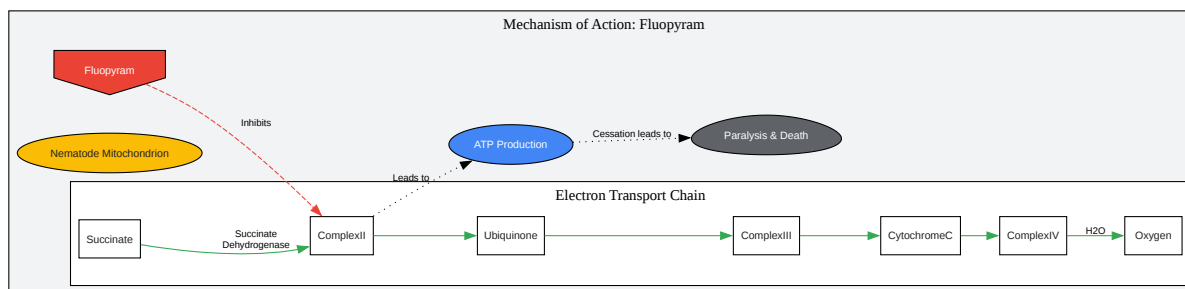 Mechanism of Action: Fluopyram
Fluopyram
Inhibits
Nematode Mitochondrion
ATP Production
Cessation leads to
Paralysis & Death
Leads to
Electron Transport Chain
Succinate
Succinate
Dehydrogenase
ComplexII
Ubiquinone
ComplexIII
CytochromeC
ComplexIV
H2O
Oxygen